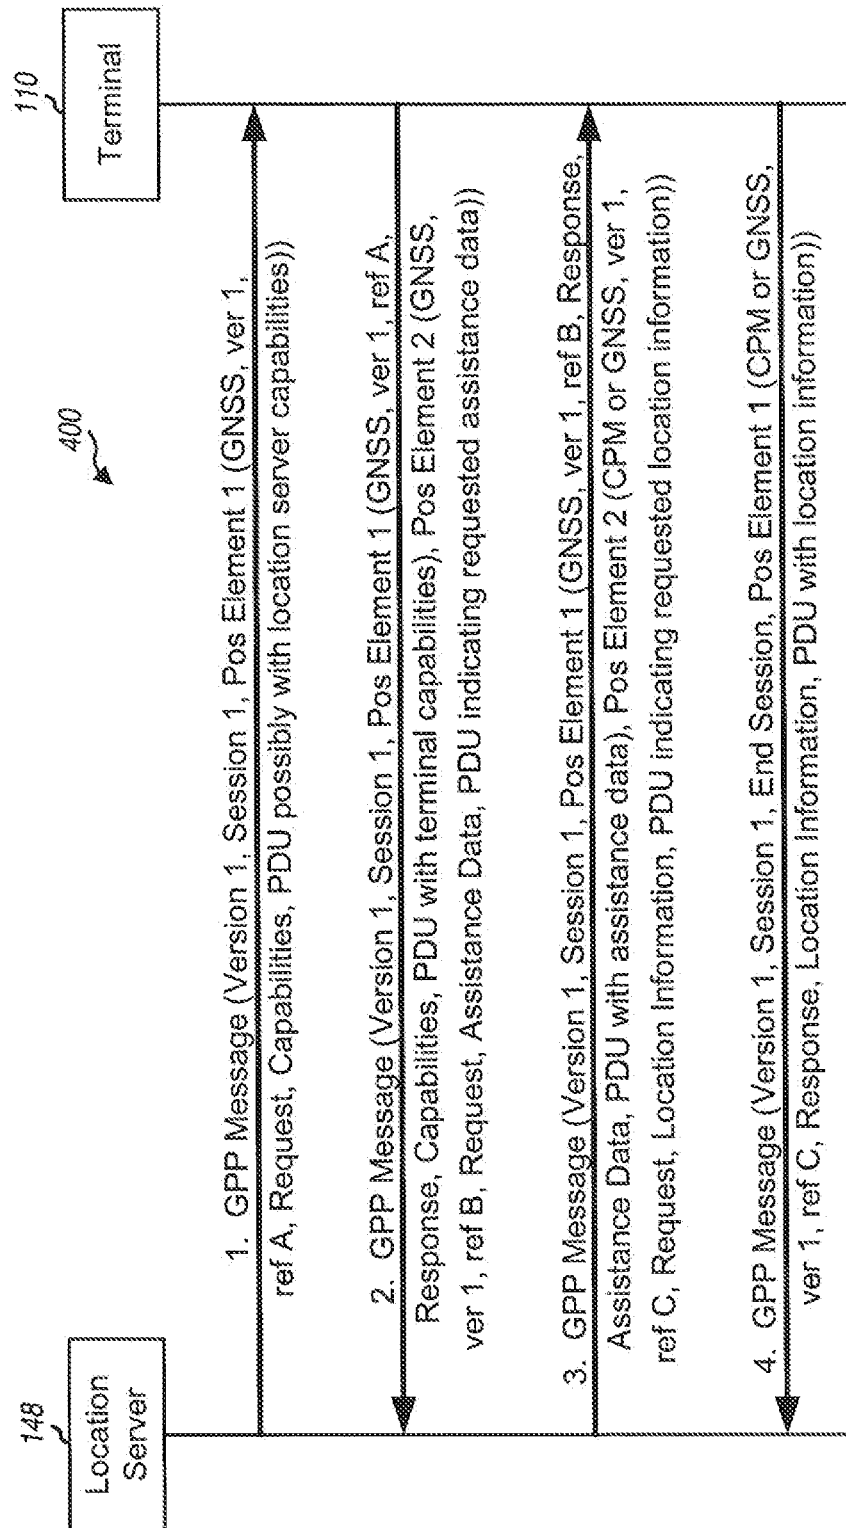 400
148
Location
Server
110
Terminal
1. GPP Message (Version 1, Session 1, Pos Element 1 (GNSS, ver 1,
ref A, Request, Capabilities, PDU possibly with location server capabilities))
2. GPP Message (Version 1, Session 1, Pos Element 1 (GNSS, ver 1, ref A,
Response, Capabilities, PDU with terminal capabilities), Pos Element 2 (GNSS,
ver 1, ref B, Request, Assistance Data, PDU indicating requested assistance data))
3. GPP Message (Version 1, Session 1, Pos Element 1 (GNSS, ver 1, ref B, Response,
Assistance Data, PDU with assistance data), Pos Element 2 (CPM or GNSS, ver 1,
ref C, Request, Location Information, PDU indicating requested location information))
4. GPP Message (Version 1, Session 1, End Session, Pos Element 1 (CPM or GNSS,
ver 1, ref C, Response, Location Information, PDU with location information))